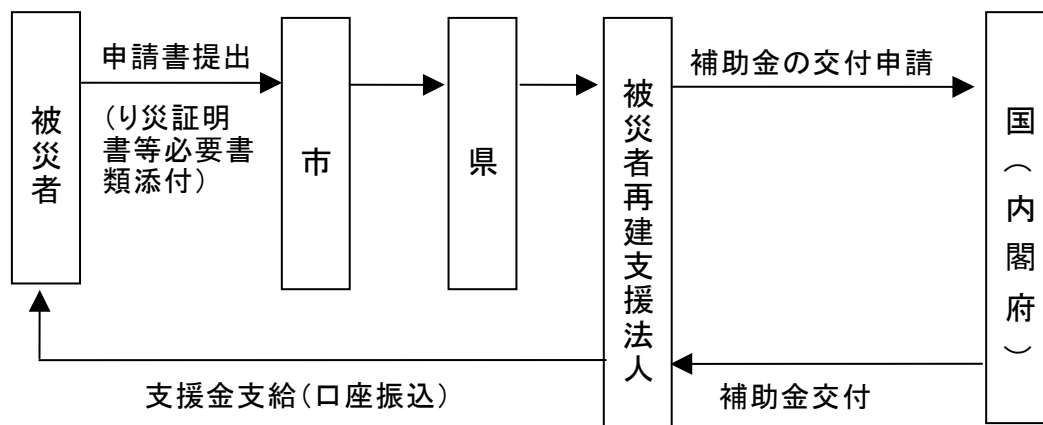 被災者
申請書提出
(り災証明
書等必要書
類添付)
市
県
被災者再建支援法人
補助金の交付申請
国(内閣府)
支援金支給(口座振込)
補助金交付